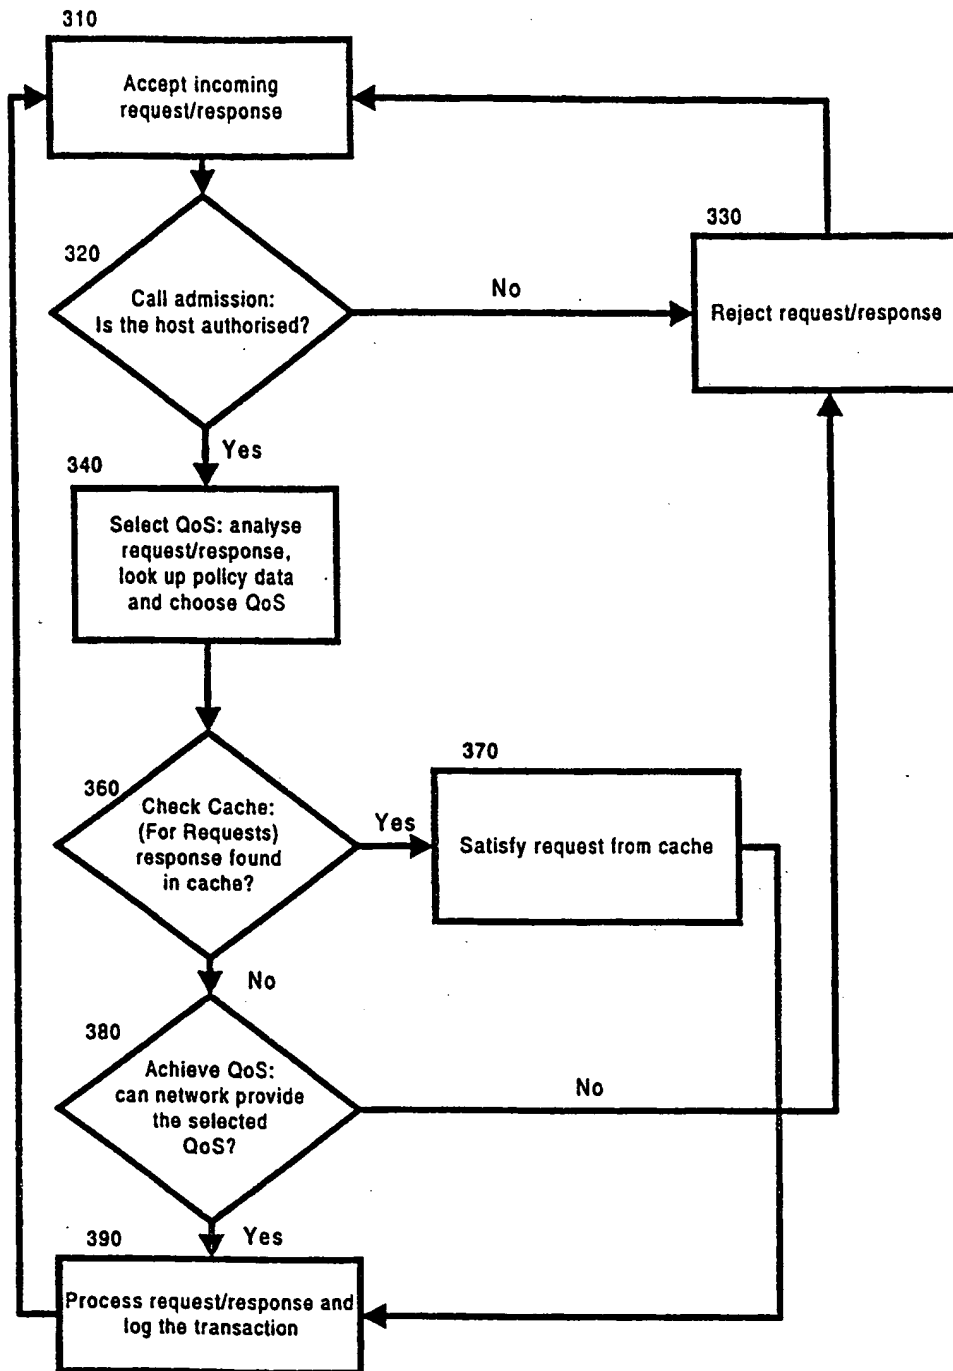 310
Accept incoming
request/response
320
Call admission:
Is the host authorised?
No
330
Reject request/response
Yes
340
Select QoS: analyse
request/response,
look up policy data
and choose QoS
360
Check Cache:
(For Requests)
response found
in cache?
Yes
370
Satisfy request from cache
No
380
Achieve QoS:
can network provide
the selected
QoS?
No
Yes
390
Process request/response and
log the transaction